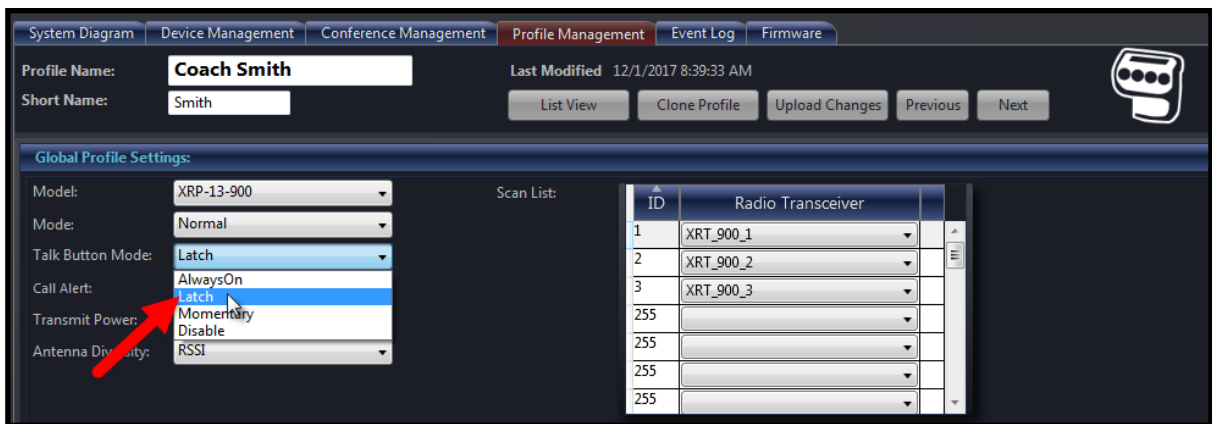 System Diagram Device Management Conference Management Profile Management Event Log Firmware
Profile Name: Coach Smith Last Modified 12/1/2017 8:39:33 AM
Short Name: Smith List View Clone Profile Upload Changes Previous Next
Global Profile Settings:
Model: XRP-13-900 Scan List: ID Radio Transceiver
Mode: Normal 1 XRT_900_1
Talk Button Mode: Latch 2 XRT_900_2
AlwaysOn
Call Alert: Latch 3 XRT_900_3
Transmit Power: Momentary 255
Disable
Antenna Diversity: RSSI 255
255
255